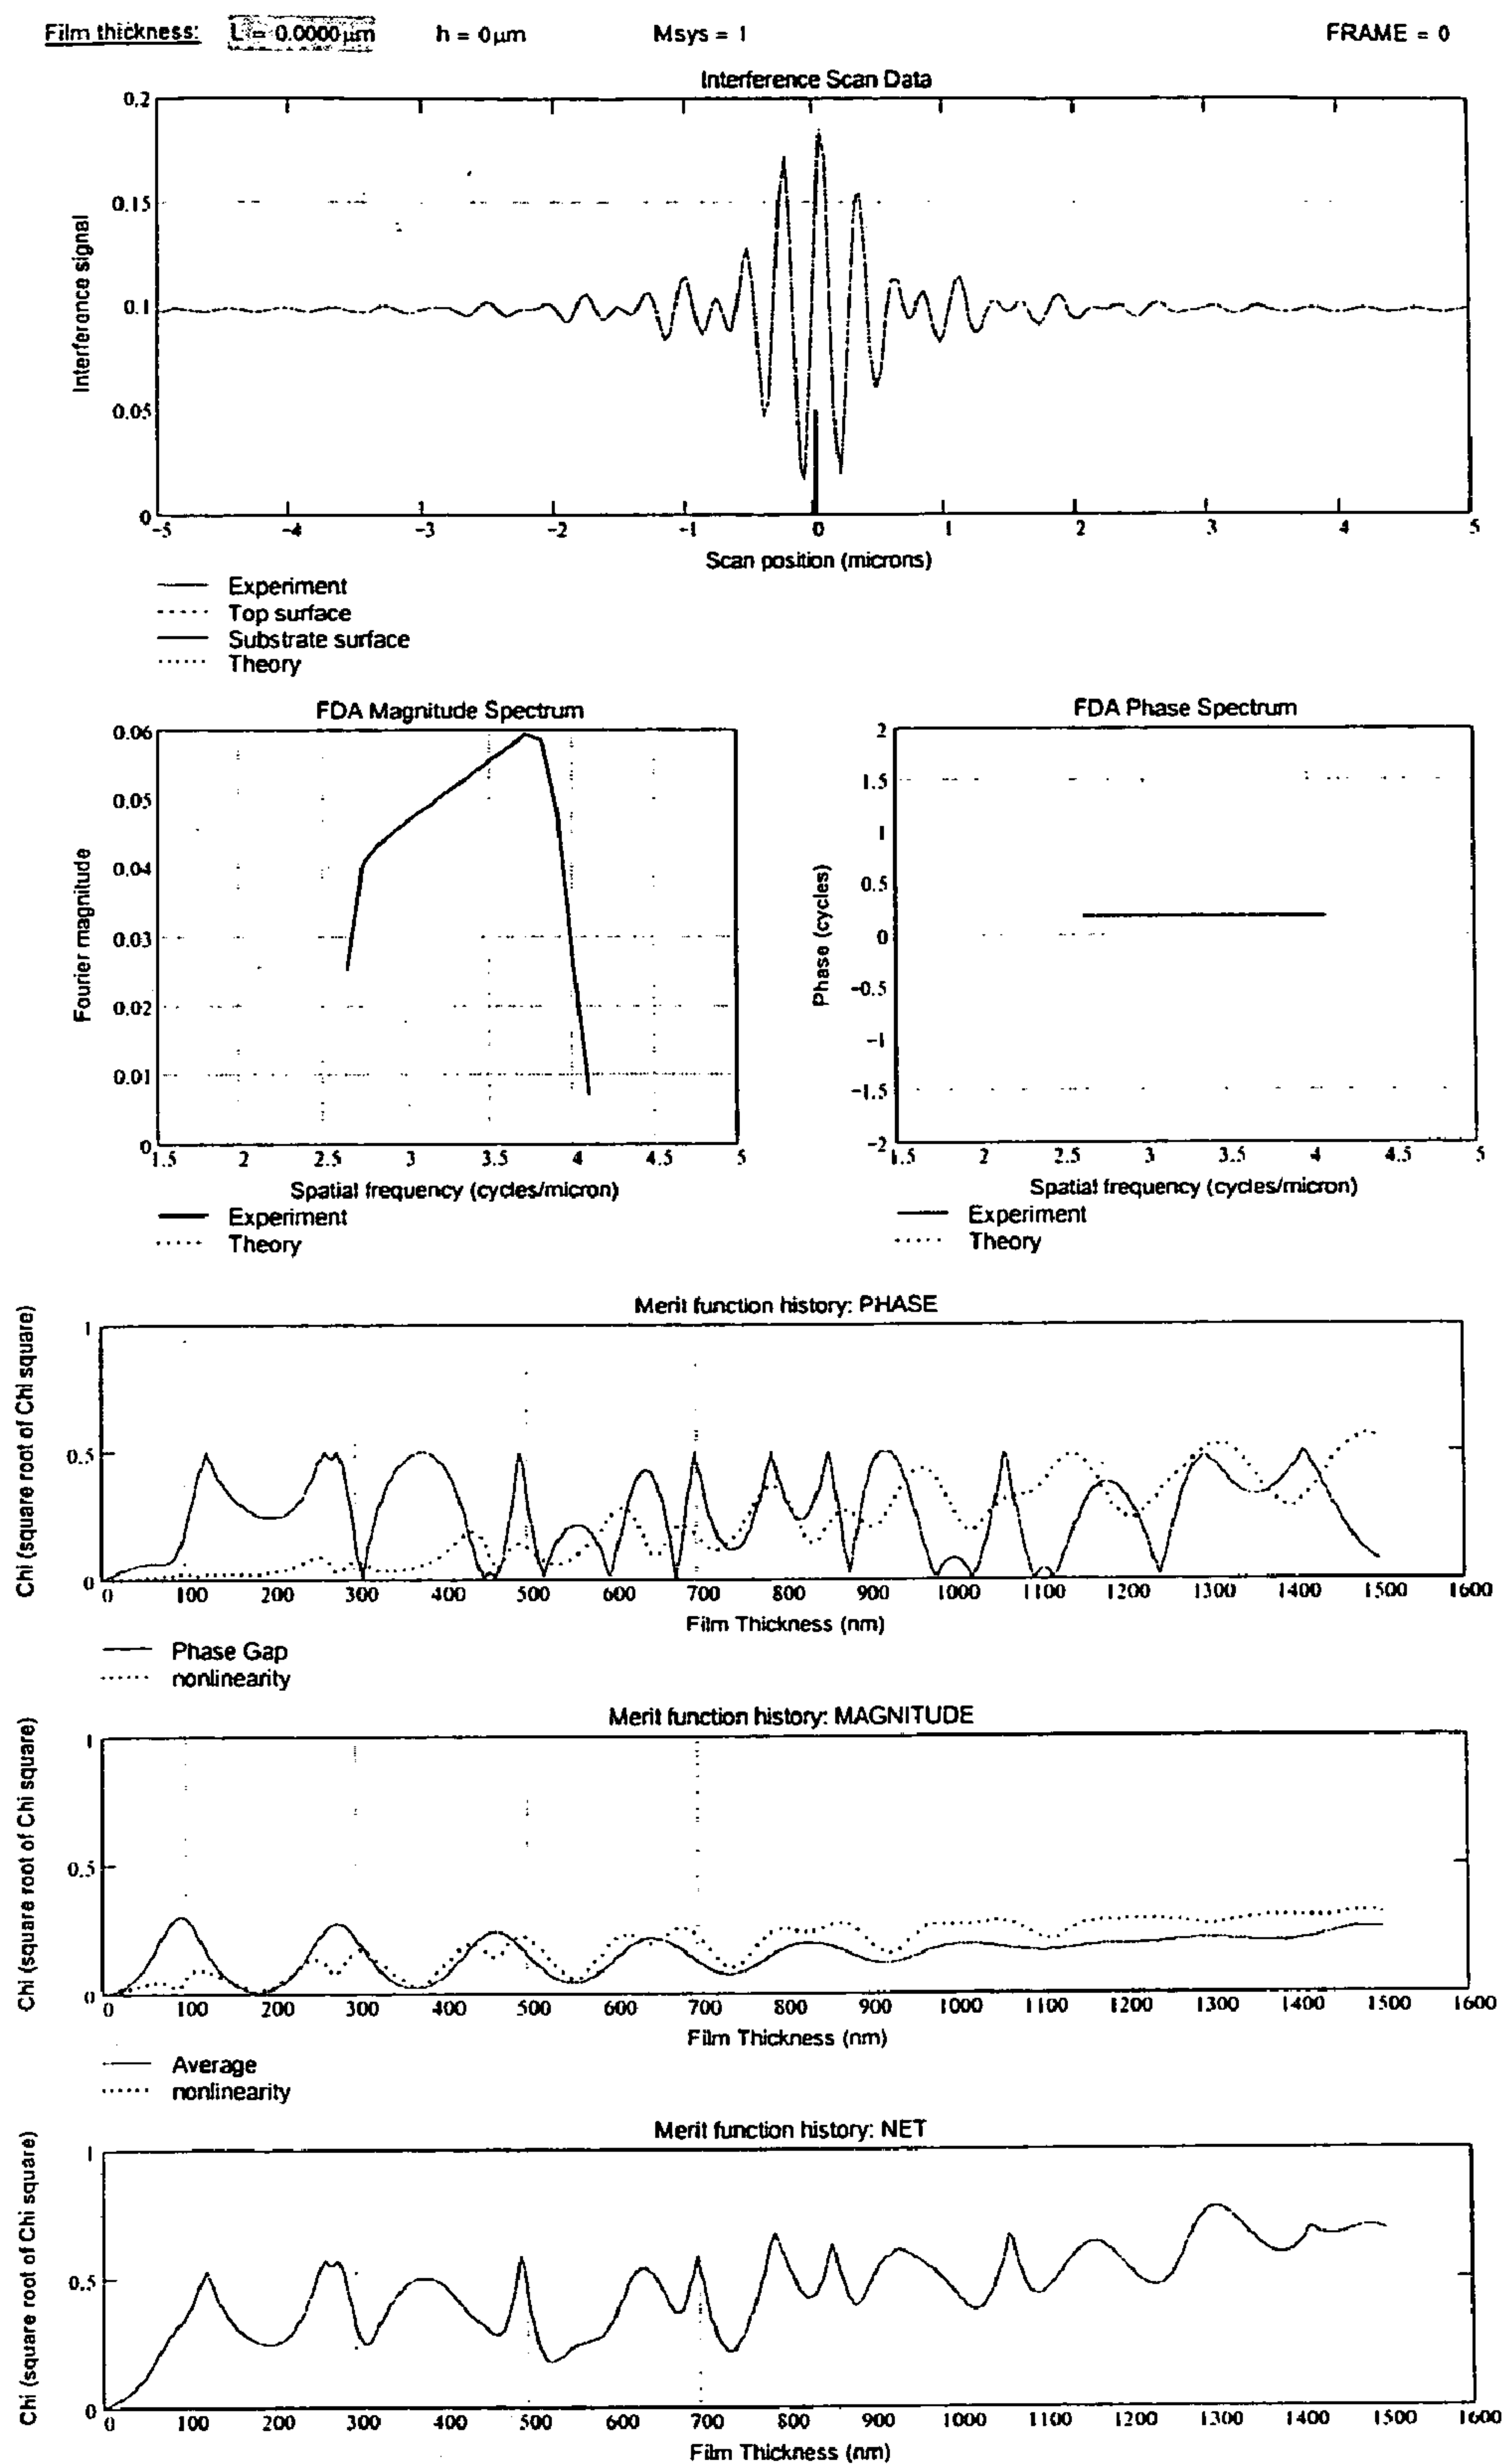 Film thickness: L = 0.0000 µm h = 0µm Msys = 1 FRAME = 0
Interference Scan Data
Interference signal
0.2
0.15
0.1
0.05
0
−5 −4 −3 −2 −1 0 1 2 3 4 5
Scan position (microns)
Experiment
Top surface
Substrate surface
Theory
FDA Magnitude Spectrum
Fourier magnitude
0.06
0.05
0.04
0.03
0.02
0.01
0
1.5 2 2.5 3 3.5 4 4.5 5
Spatial frequency (cycles/micron)
Experiment
Theory
FDA Phase Spectrum
Phase (cycles)
2
1.5
1
0.5
0
−0.5
−1
−1.5
−2
1.5 2 2.5 3 3.5 4 4.5 5
Spatial frequency (cycles/micron)
Experiment
Theory
Merit function history: PHASE
Chi (square root of Chi square)
1
0.5
0
0 100 200 300 400 500 600 700 800 900 1000 1100 1200 1300 1400 1500 1600
Film Thickness (nm)
Phase Gap
nonlinearity
Merit function history: MAGNITUDE
Chi (square root of Chi square)
1
0.5
0
0 100 200 300 400 500 600 700 800 900 1000 1100 1200 1300 1400 1500 1600
Film Thickness (nm)
Average
nonlinearity
Merit function history: NET
Chi (square root of Chi square)
1
0.5
0
0 100 200 300 400 500 600 700 800 900 1000 1100 1200 1300 1400 1500 1600
Film Thickness (nm)